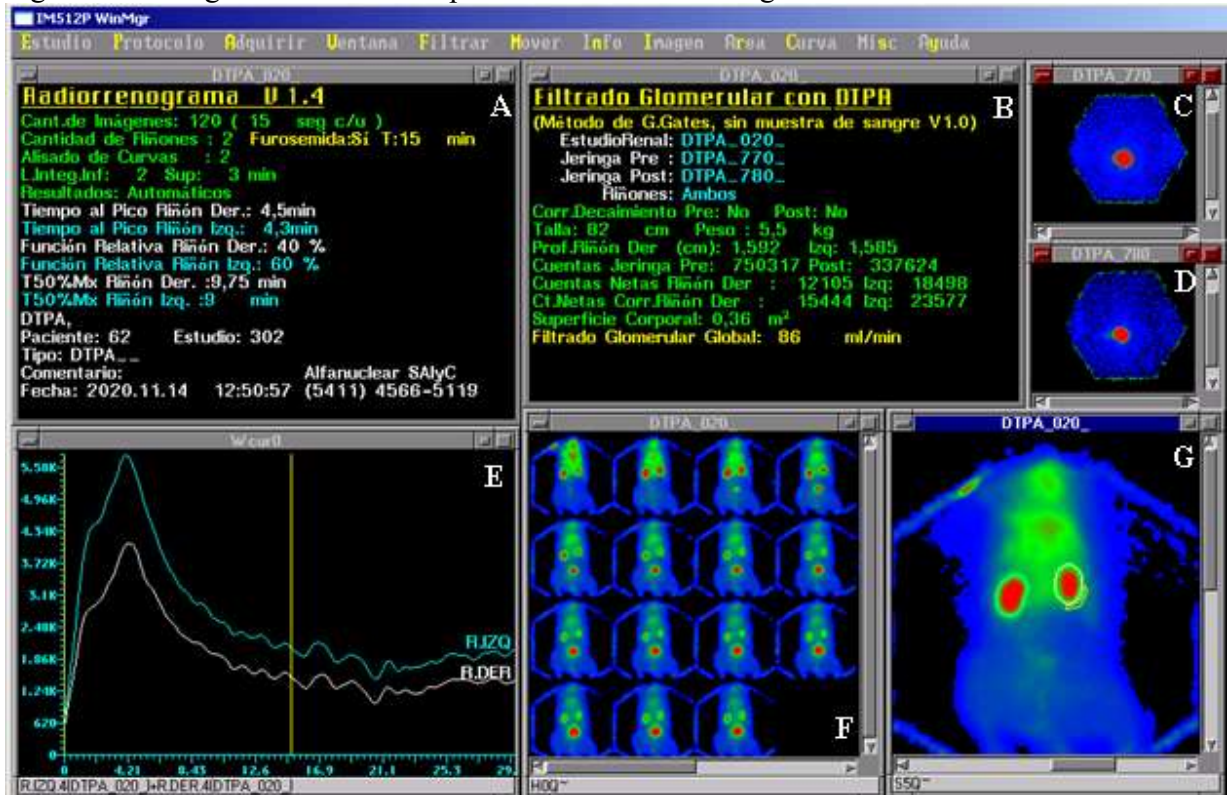 IM512P WinMgr
Estudio Protocolo Adquirir Ventana Filtrar Mover Info Imagen Area Curva Misc Ayuda
DTPA_020_
Radiorrenograma V 1.4
A
Cant.de Imágenes: 120 ( 15 seg c/u )
Cantidad de Riñones : 2 Furosemida:Sí T:15 min
Alisado de Curvas : 2
L.Integ.Inf: 2 Sup: 3 min
Resultados: Automáticos
Tiempo al Pico Riñón Der.: 4,5min
Tiempo al Pico Riñón Izq.: 4,3min
Función Relativa Riñón Der.: 40 %
Función Relativa Riñón Izq.: 60 %
T50%Mx Riñón Der. :9,75 min
T50%Mx Riñón Izq. :9 min
DTPA,
Paciente: 62 Estudio: 302
Tipo: DTPA__
Comentario: Alfanuclear SAIyC
Fecha: 2020.11.14 12:50:57 (5411) 4566-5119
DTPA_020_
Filtrado Glomerular con DTPA
B
(Método de G.Gates, sin muestra de sangre V1.0)
EstudioRenal: DTPA_020_
Jeringa Pre : DTPA_770_
Jeringa Post: DTPA_780_
Riñones: Ambos
Corr.Decaimiento Pre: No Post: No
Talla: 82 cm Peso : 5,5 kg
Prof.Riñón Der (cm): 1,592 Izq: 1,585
Cuentas Jeringa Pre: 750317 Post: 337624
Cuentas Netas Riñón Der : 12105 Izq: 18498
Ct.Netas Corr.Riñón Der : 15444 Izq: 23577
Superficie Corporal: 0,36 m²
Filtrado Glomerular Global: 86 ml/min
DTPA_770_
C
DTPA_780_
D
Wcur0
E
5.58K
4.96K
4.34K
3.72K
3.1K
2.48K
1.86K
1.24K
620
0
R.IZQ
R.DER
0 4.21 8.45 12.6 16.9 21.1 25.3 29.
R.IZQ.4(DTPA_020_)+R.DER.4(DTPA_020_)
DTPA_020_
F
H0Q~
DTPA_020_
G
S5Q~